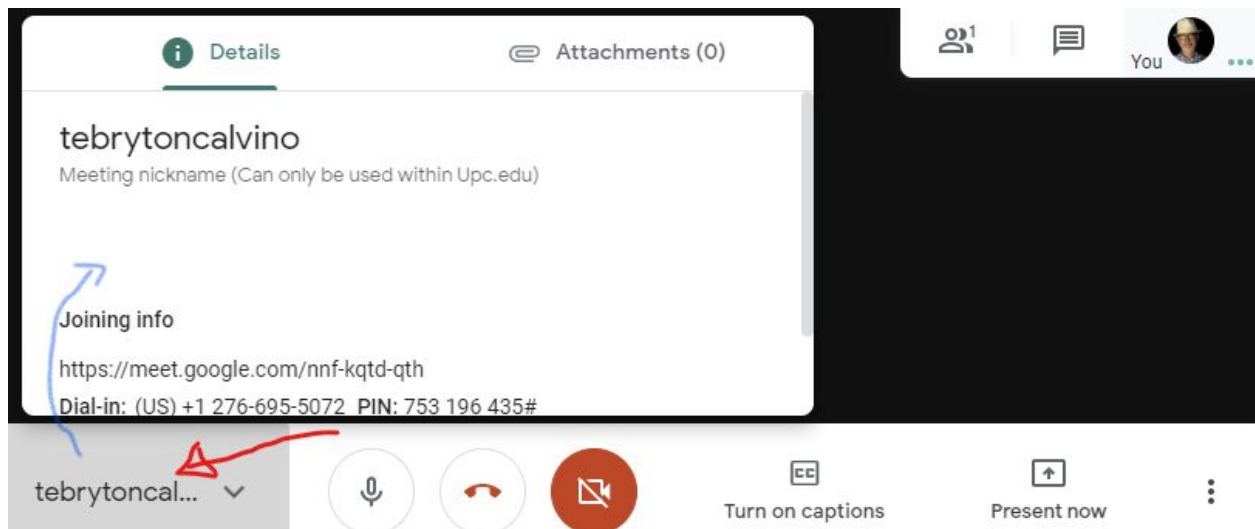 Details
Attachments (0)
1
You
tebrytoncalvino
Meeting nickname (Can only be used within Upc.edu)
Joining info
https://meet.google.com/nnf-kqtd-qth
Dial-in: (US) +1 276-695-5072 PIN: 753 196 435#
tebrytoncal...
CC
Turn on captions
Present now